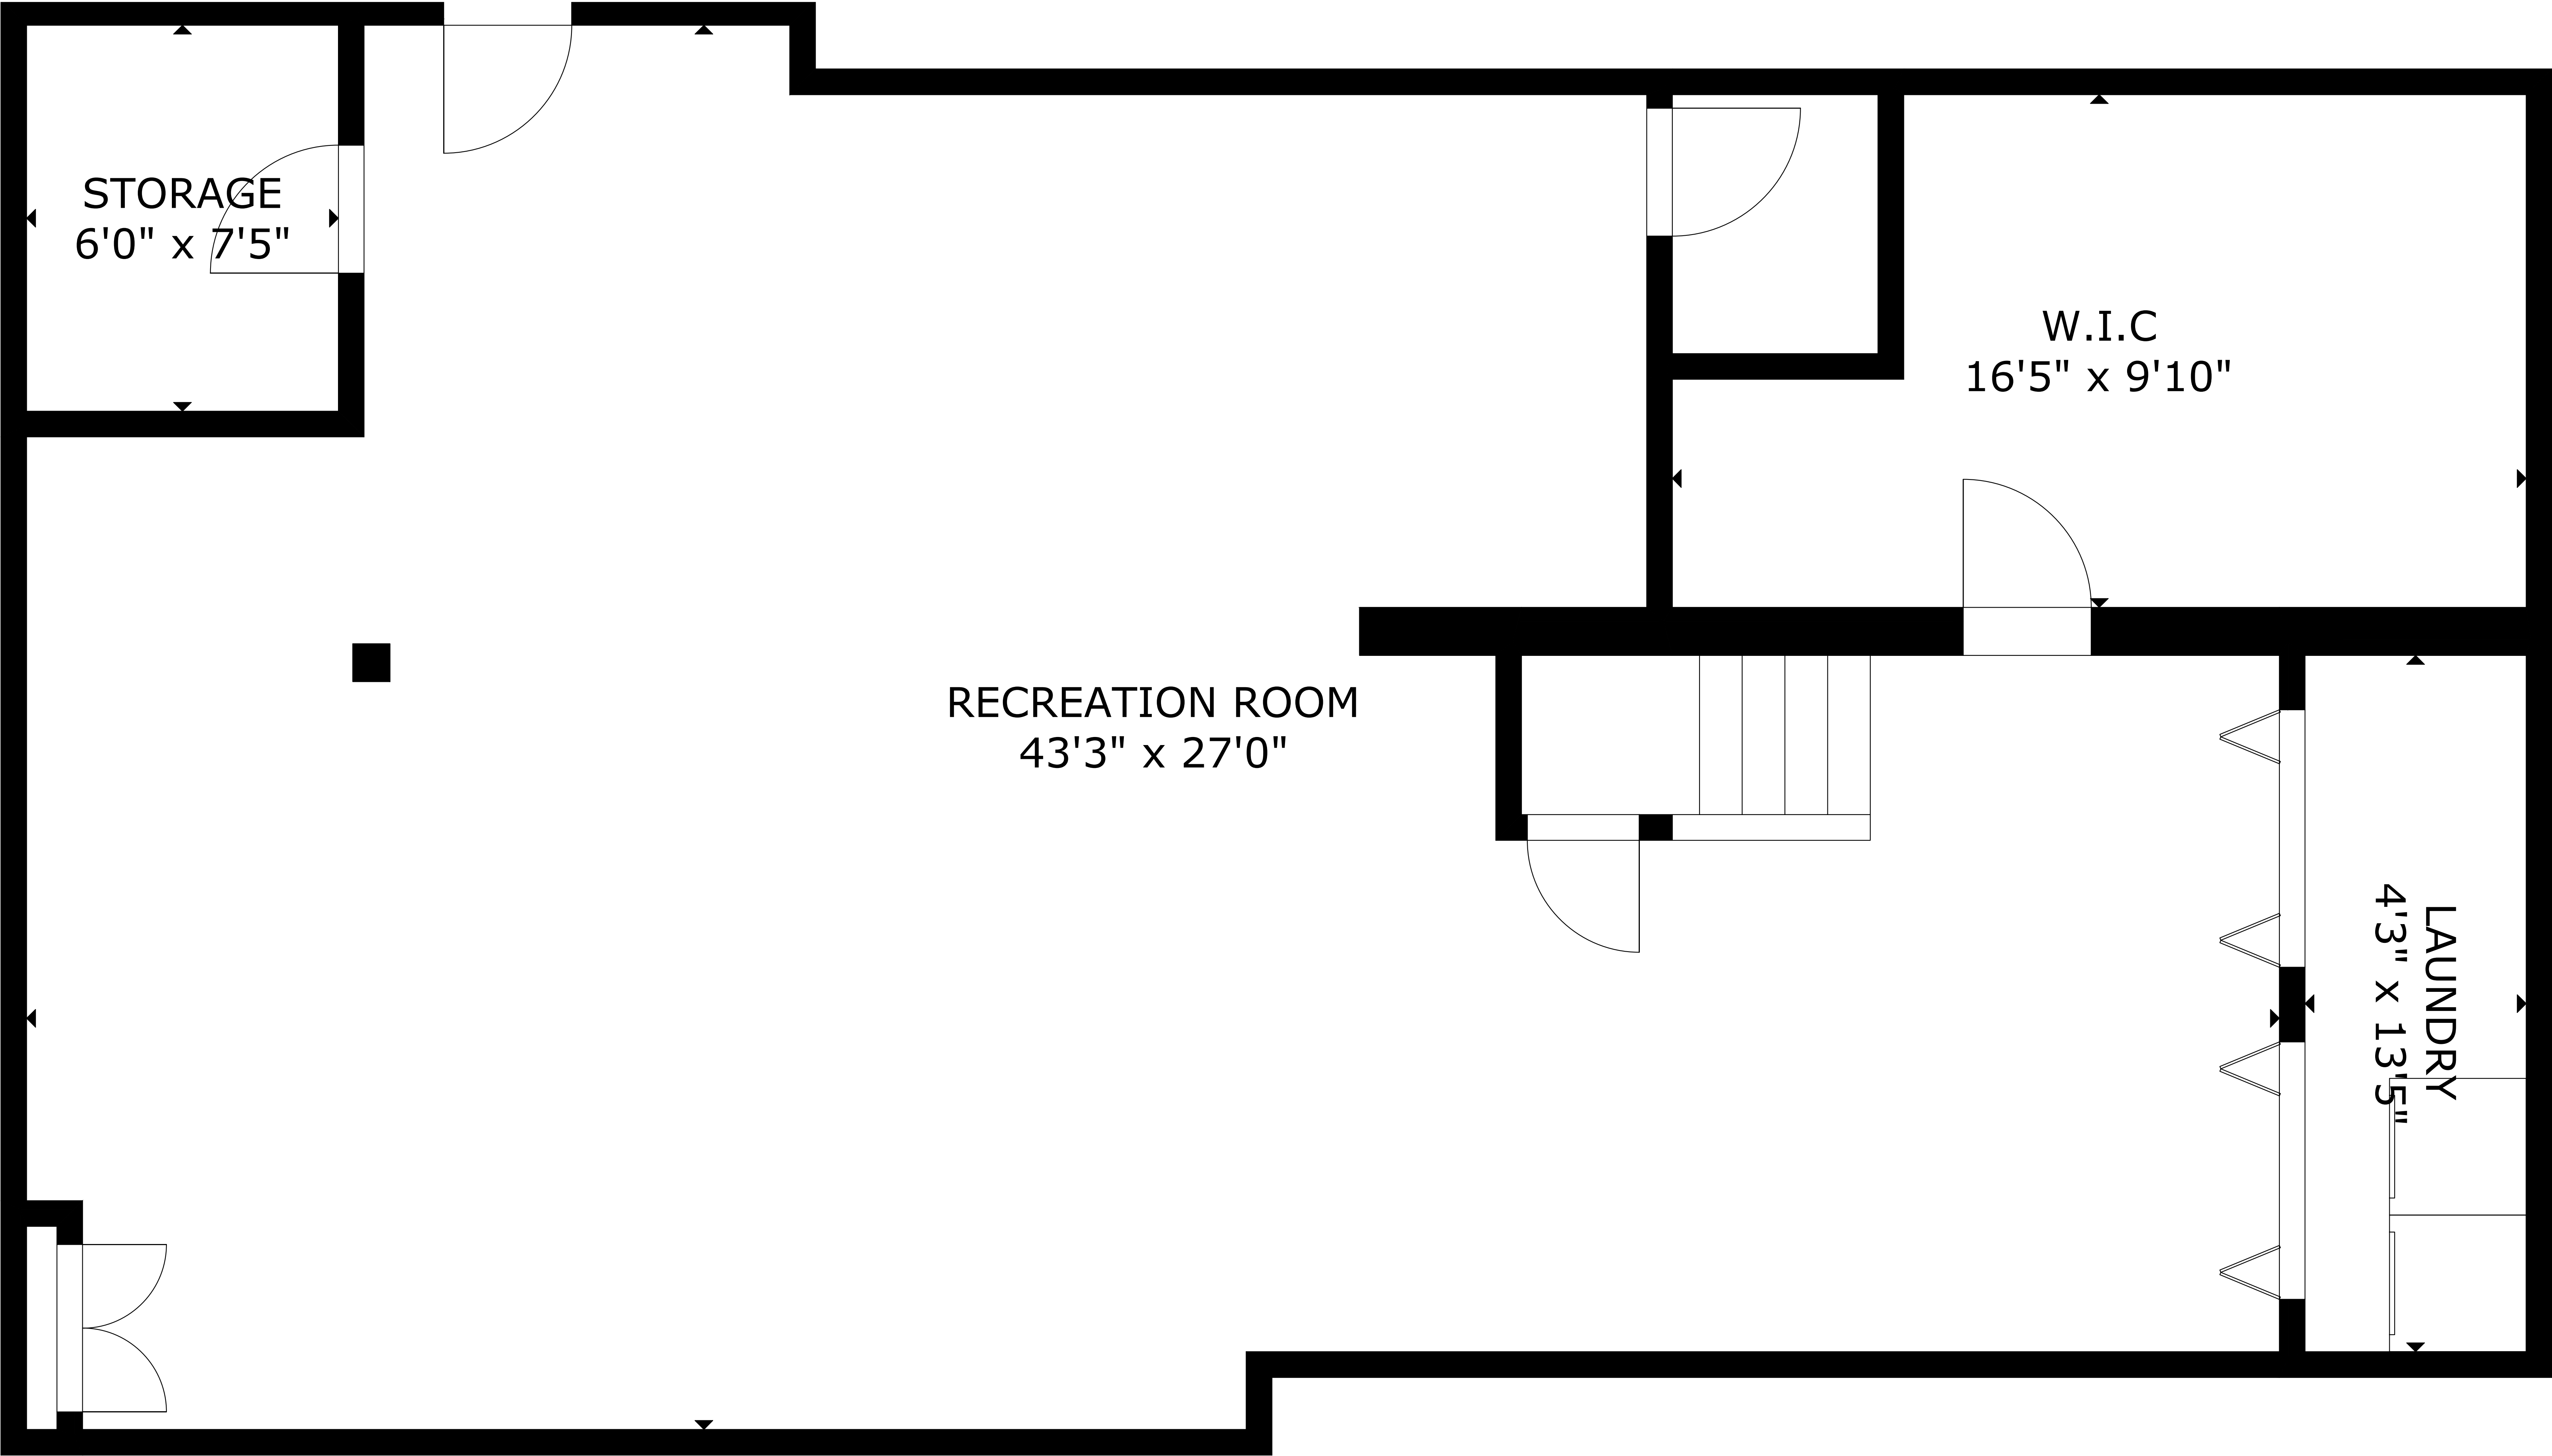 STORAGE
6'0" x 7'5"
W.I.C
16'5" x 9'10"
RECREATION ROOM
43'3" x 27'0"
LAUNDRY
4'3" x 13'5"